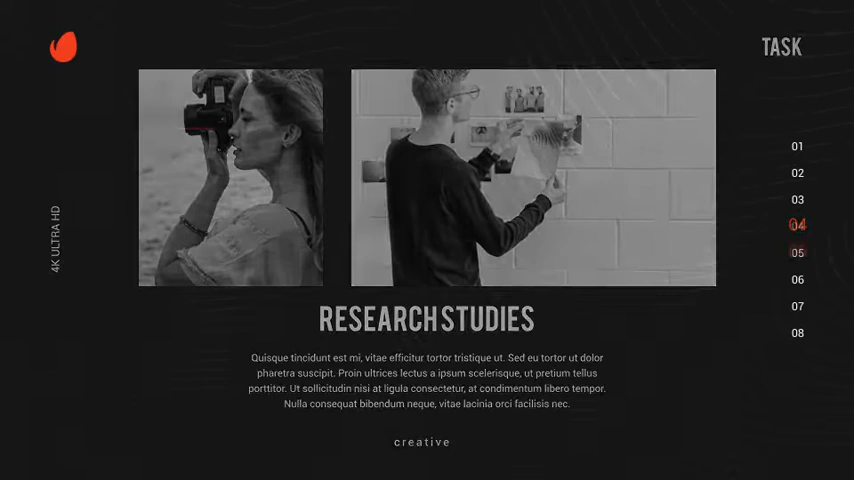 TASK
01
02
03
04
05
06
07
08
4K ULTRA HD
RESEARCH STUDIES
Quisque tincidunt est mi, vitae efficitur tortor tristique ut. Sed eu tortor ut dolor
pharetra suscipit. Proin ultrices lectus a ipsum scelerisque, ut pretium tellus
porttitor. Ut sollicitudin nisi at ligula consectetur, at condimentum libero tempor.
Nulla consequat bibendum neque, vitae lacinia orci facilisis nec.
creative